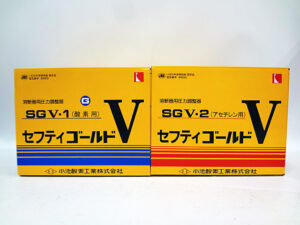 溶断器用圧力調整器
SGV・1(酸素用)
G
V
セフティゴールド
小池酸素工業株式会社
K
溶断器用圧力調整器
SGV・2(アセチレン用)
V
セフティゴールド
小池酸素工業株式会社
K